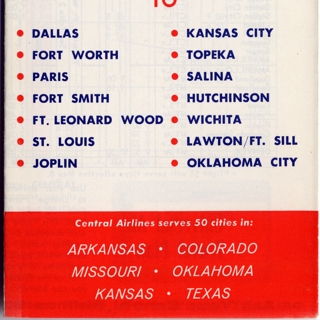 TO
• DALLAS
• FORT WORTH
• PARIS
• FORT SMITH
• FT. LEONARD WOOD
• ST. LOUIS
• JOPLIN
• KANSAS CITY
• TOPEKA
• SALINA
• HUTCHINSON
• WICHITA
• LAWTON/FT. SILL
• OKLAHOMA CITY
Central Airlines serves 50 cities in:
ARKANSAS • COLORADO
MISSOURI • OKLAHOMA
KANSAS • TEXAS